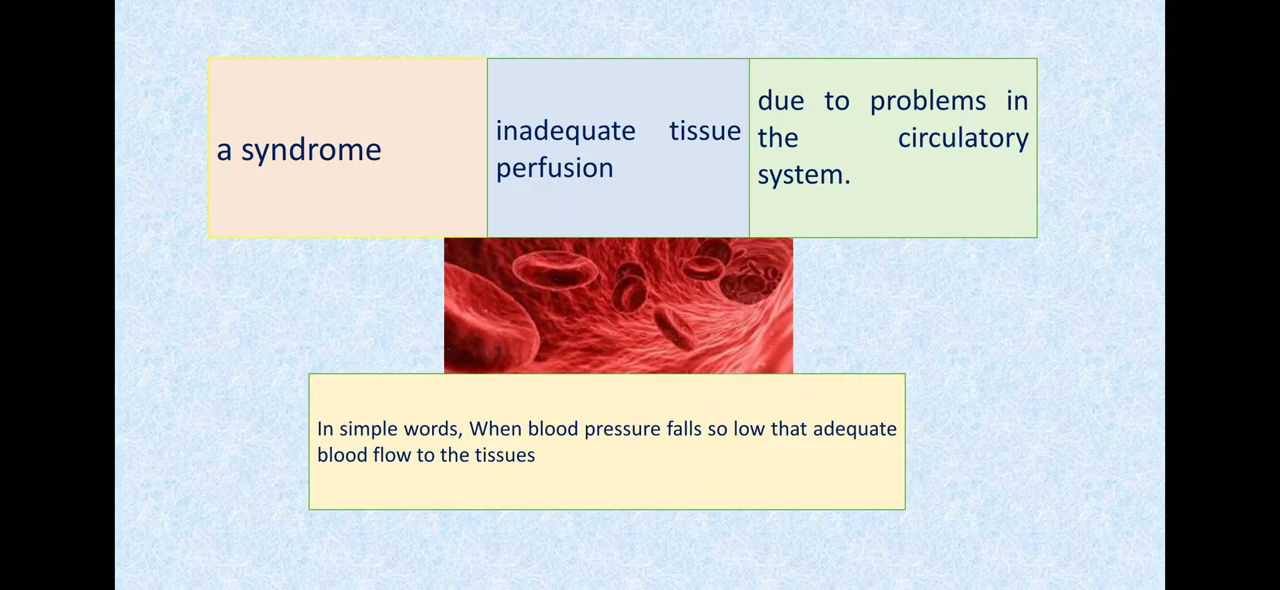 a syndrome
inadequate tissue
perfusion
due to problems in
the circulatory
system.
In simple words, When blood pressure falls so low that adequate
blood flow to the tissues